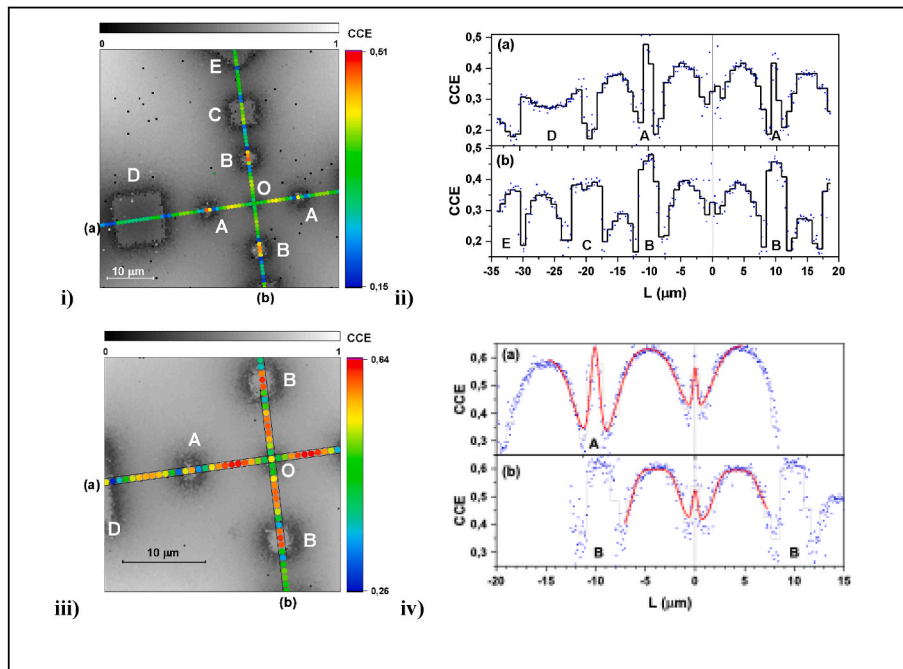 CCE
0 1
0,51
E
C
B
D
O
A A
(a)
B
10 μm
0,15
i) (b)
0,5 (a)
0,4
CCE
0,3
0,2
D A A
0,5
(b)
0,4
CCE
0,3
0,2
E C B B
-35 -30 -25 -20 -15 -10 -5 0 5 10 15 20
ii) L (μm)
CCE
0 1
0,64
B
A
O
(a)
D
B
10 μm
0,26
iii) (b)
(a)
0,6
0,5
CCE
0,4
0,3
A
(b)
0,6
0,5
CCE
0,4
0,3
B B
-20 -15 -10 -5 0 5 10 15
iv) L (μm)